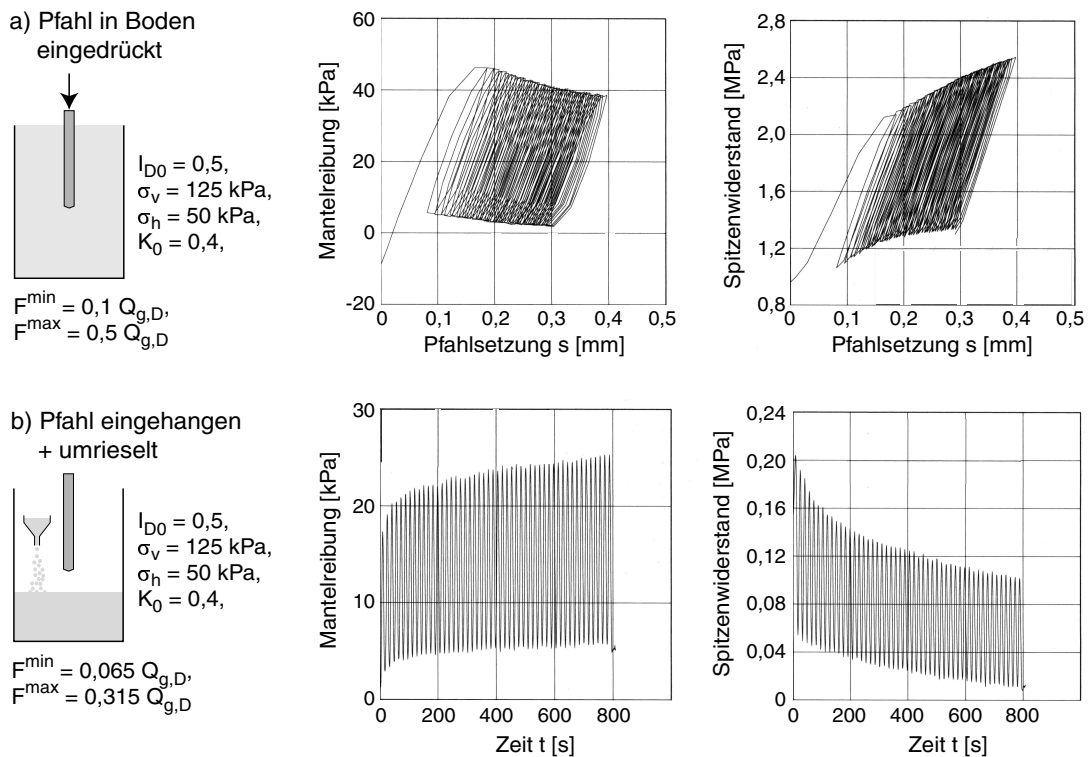 a) Pfahl in Boden
eingedrückt
I_D0 = 0,5,
σ_v = 125 kPa,
σ_h = 50 kPa,
K_0 = 0,4,
F^min = 0,1 Q_g,D,
F^max = 0,5 Q_g,D
Mantelreibung [kPa]
60
40
20
0
-20
0 0,1 0,2 0,3 0,4 0,5
Pfahlsetzung s [mm]
Spitzenwiderstand [MPa]
2,8
2,4
2,0
1,6
1,2
0,8
0 0,1 0,2 0,3 0,4 0,5
Pfahlsetzung s [mm]
b) Pfahl eingehangen
+ umrieselt
I_D0 = 0,5,
σ_v = 125 kPa,
σ_h = 50 kPa,
K_0 = 0,4,
F^min = 0,065 Q_g,D,
F^max = 0,315 Q_g,D
Mantelreibung [kPa]
30
20
10
0
0 200 400 600 800
Zeit t [s]
Spitzenwiderstand [MPa]
0,24
0,20
0,16
0,12
0,08
0,04
0
0 200 400 600 800
Zeit t [s]